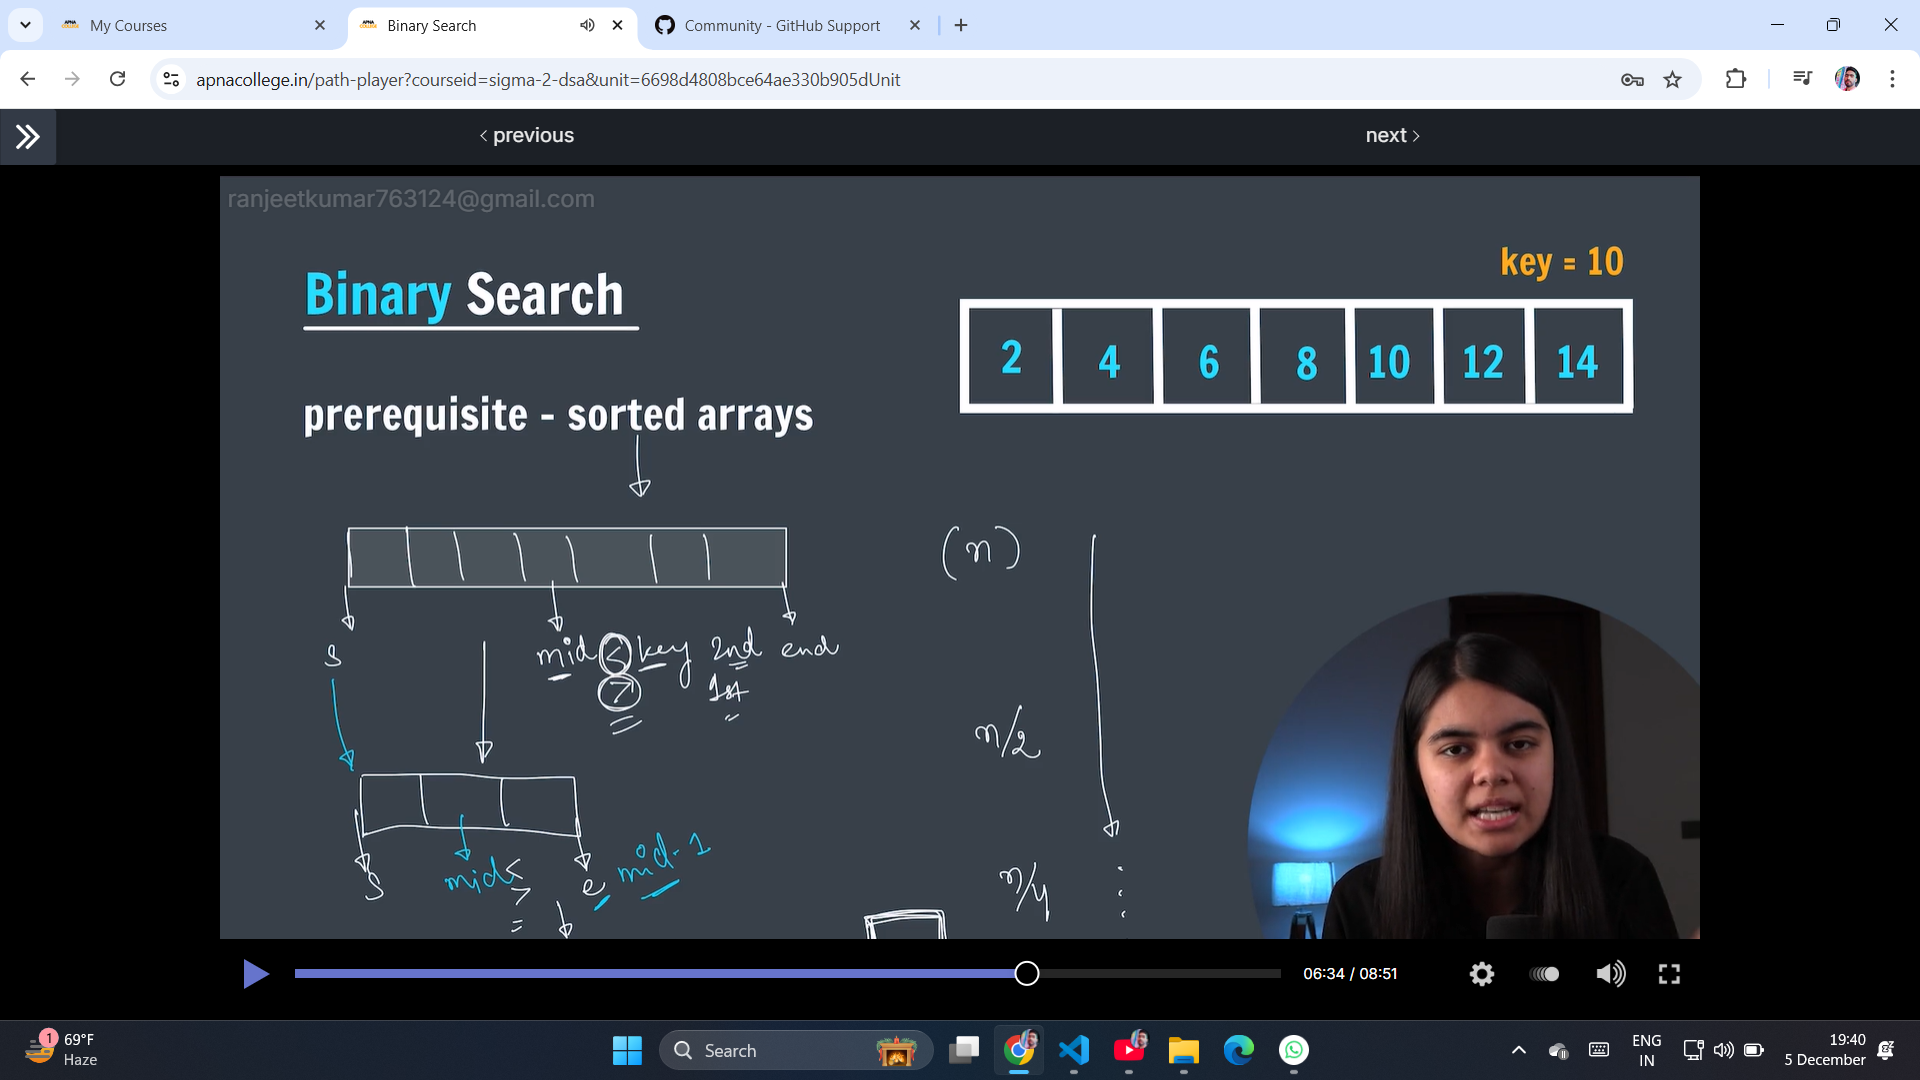 My Courses
Binary Search
Community - GitHub Support
apnacollege.in/path-player?courseid=sigma-2-dsa&unit=6698d4808bce64ae330b905dUnit
previous
next
ranjeetkumar763124@gmail.com
key = 10
Binary Search
2 4 6 8 10 12 14
prerequisite - sorted arrays
(n)
s mid < key 2nd end
> 1st
n/2
s mid < e mid-1
>
=
n/4
06:34 / 08:51
1
69°F
Haze
Search
ENG
IN
19:40
5 December